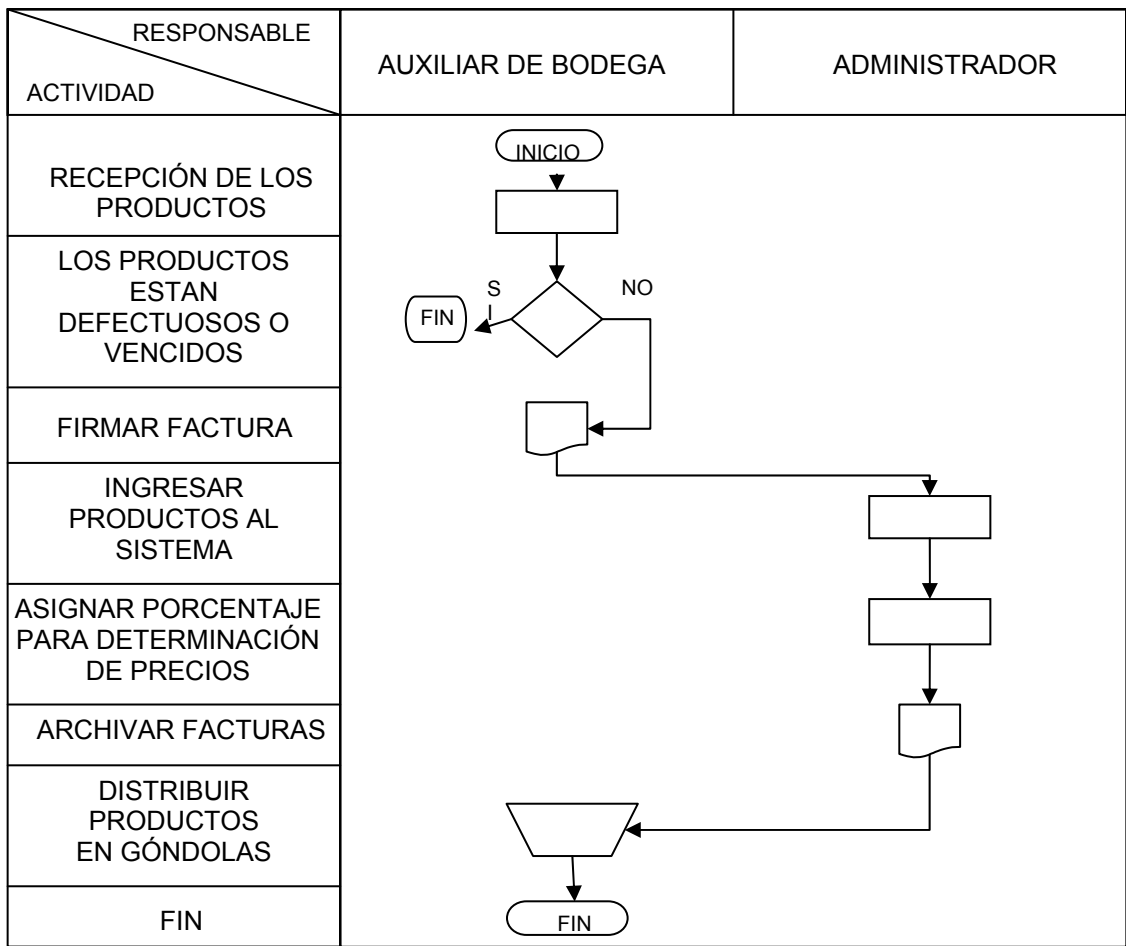 RESPONSABLE
ACTIVIDAD
AUXILIAR DE BODEGA
ADMINISTRADOR
RECEPCIÓN DE LOS
PRODUCTOS
INICIO
LOS PRODUCTOS
ESTAN
DEFECTUOSOS O
VENCIDOS
FIN
S
I
NO
FIRMAR FACTURA
INGRESAR
PRODUCTOS AL
SISTEMA
ASIGNAR PORCENTAJE
PARA DETERMINACIÓN
DE PRECIOS
ARCHIVAR FACTURAS
DISTRIBUIR
PRODUCTOS
EN GÓNDOLAS
FIN
FIN